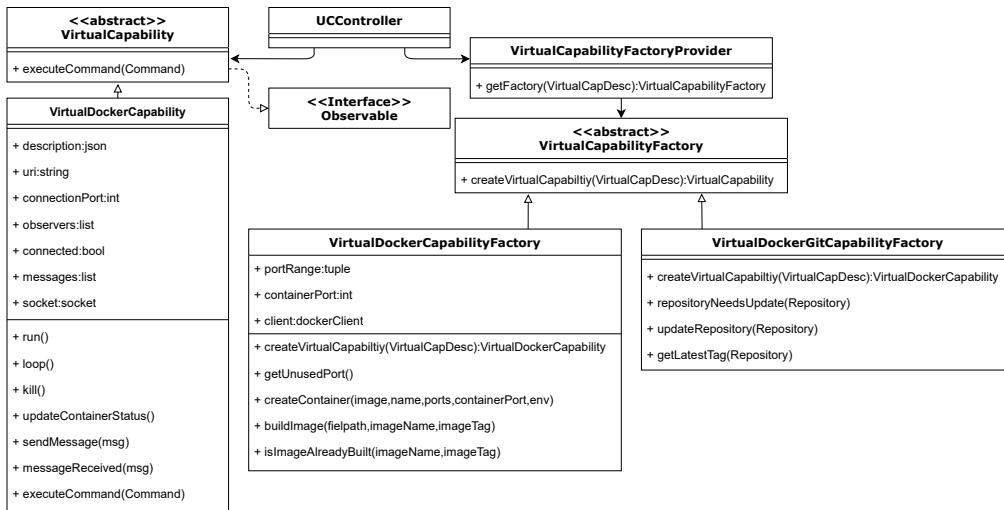 <<abstract>>
VirtualCapability
+ executeCommand(Command)
UCController
VirtualCapabilityFactoryProvider
+ getFactory(VirtualCapDesc):VirtualCapabilityFactory
<<Interface>>
Observable
<<abstract>>
VirtualCapabilityFactory
+ createVirtualCapabiltiy(VirtualCapDesc):VirtualCapability
VirtualDockerCapability
+ description:json
+ uri:string
+ connectionPort:int
+ observers:list
+ connected:bool
+ messages:list
+ socket:socket
+ run()
+ loop()
+ kill()
+ updateContainerStatus()
+ sendMessage(msg)
+ messageReceived(msg)
+ executeCommand(Command)
VirtualDockerCapabilityFactory
+ portRange:tuple
+ containerPort:int
+ client:dockerClient
+ createVirtualCapabiltiy(VirtualCapDesc):VirtualDockerCapability
+ getUnusedPort()
+ createContainer(image,name,ports,containerPort,env)
+ buildImage(fielpath,imageName,imageTag)
+ isImageAlreadyBuilt(imageName,imageTag)
VirtualDockerGitCapabilityFactory
+ createVirtualCapabiltiy(VirtualCapDesc):VirtualDockerCapability
+ repositoryNeedsUpdate(Repository)
+ updateRepository(Repository)
+ getLatestTag(Repository)